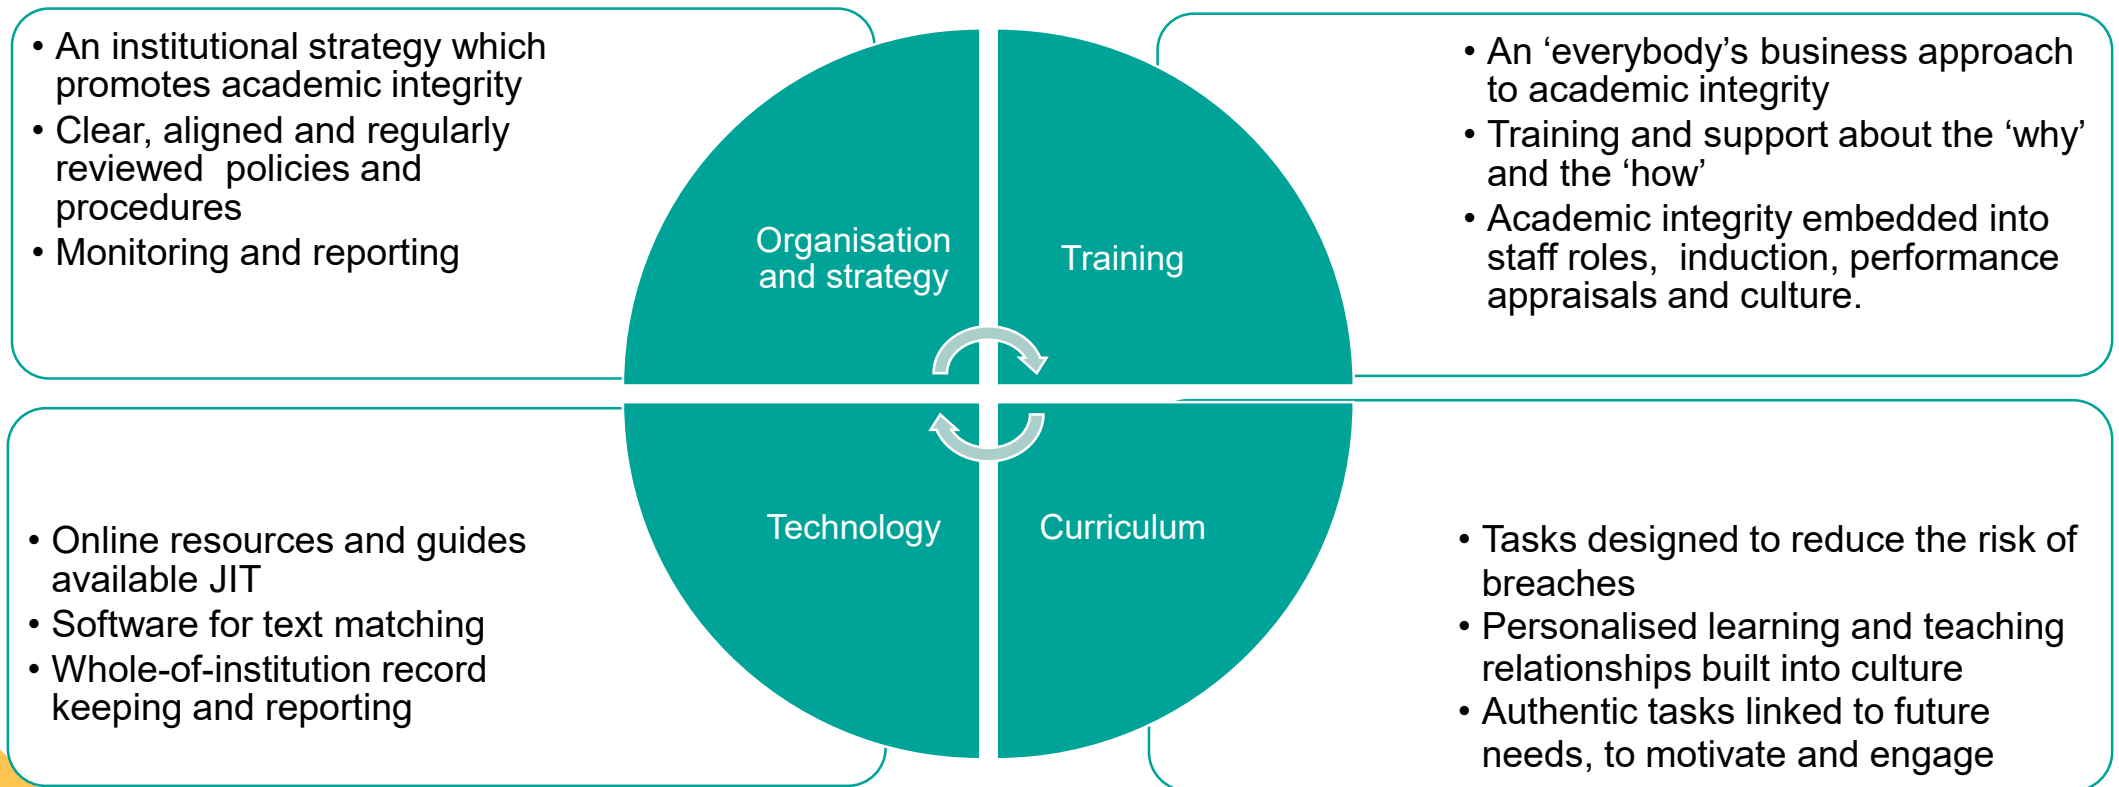 • An institutional strategy which
promotes academic integrity
• Clear, aligned and regularly
reviewed  policies and
procedures
• Monitoring and reporting
Organisation
and strategy
Training
• An ‘everybody’s business approach
to academic integrity
• Training and support about the ‘why’
and the ‘how’
• Academic integrity embedded into
staff roles,  induction, performance
appraisals and culture.
• Online resources and guides
available JIT
• Software for text matching
• Whole-of-institution record
keeping and reporting
Technology
Curriculum
• Tasks designed to reduce the risk of
breaches
• Personalised learning and teaching
relationships built into culture
• Authentic tasks linked to future
needs, to motivate and engage